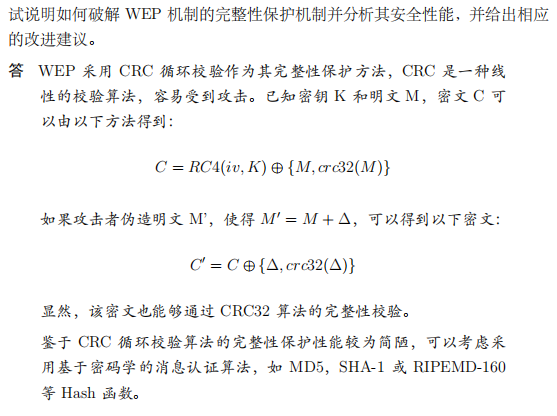 试说明如何破解 WEP 机制的完整性保护机制并分析其安全性能，并给出相应
的改进建议。
答 WEP 采用 CRC 循环校验作为其完整性保护方法，CRC 是一种线
性的校验算法，容易受到攻击。已知密钥 K 和明文 M，密文 C 可
以由以下方法得到：
C = RC4(iv, K) ⊕ {M, crc32(M)}
如果攻击者伪造明文 M’，使得 M′ = M + Δ，可以得到以下密文：
C′ = C ⊕ {Δ, crc32(Δ)}
显然，该密文也能够通过 CRC32 算法的完整性校验。
鉴于 CRC 循环校验算法的完整性保护性能较为简陋，可以考虑采
用基于密码学的消息认证算法，如 MD5，SHA-1 或 RIPEMD-160
等 Hash 函数。